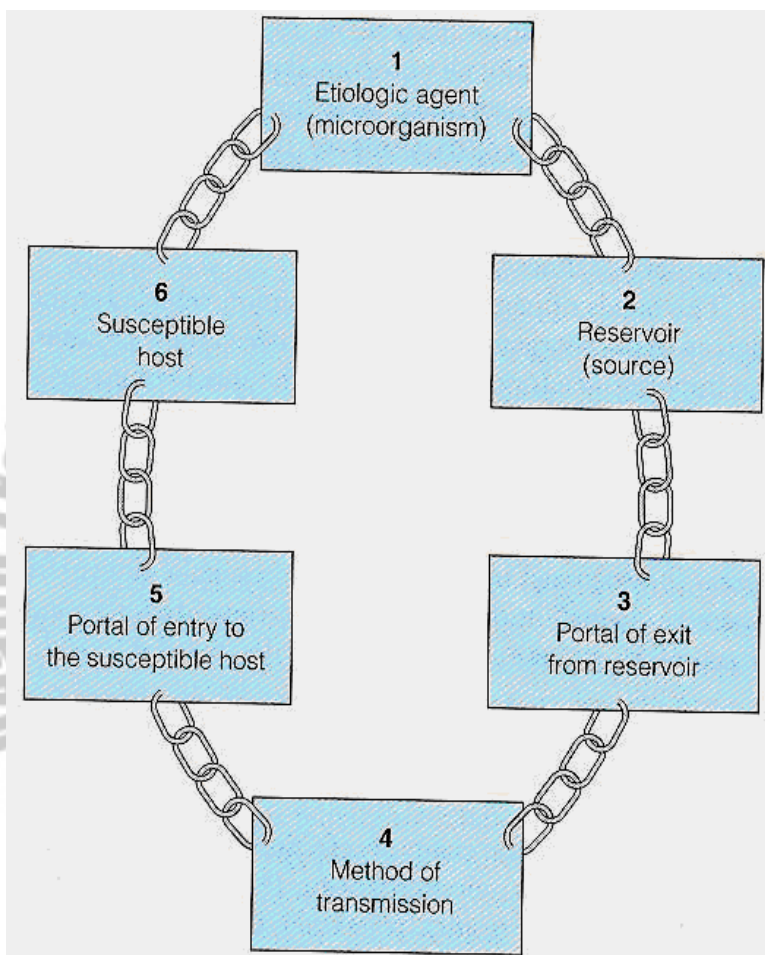 1
Etiologic agent
(microorganism)
2
Reservoir
(source)
3
Portal of exit
from reservoir
4
Method of
transmission
5
Portal of entry to
the susceptible host
6
Susceptible
host